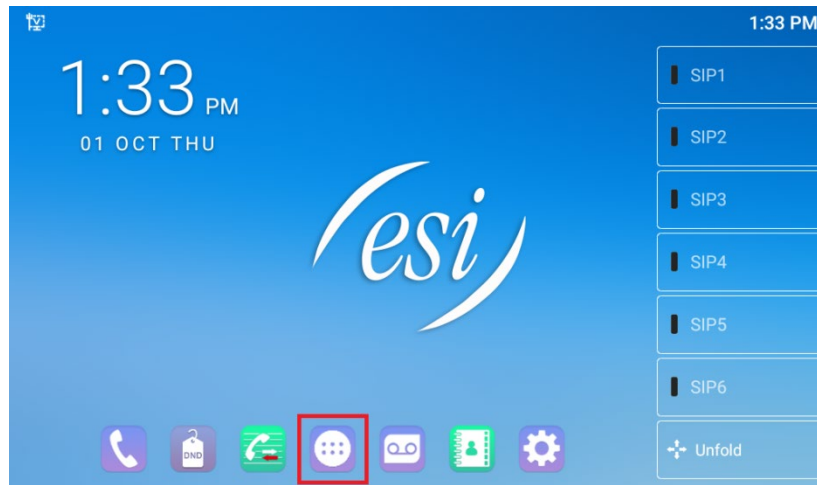 1:33 PM
1:33 PM
01 OCT THU
esi
SIP1
SIP2
SIP3
SIP4
SIP5
SIP6
Unfold
DND